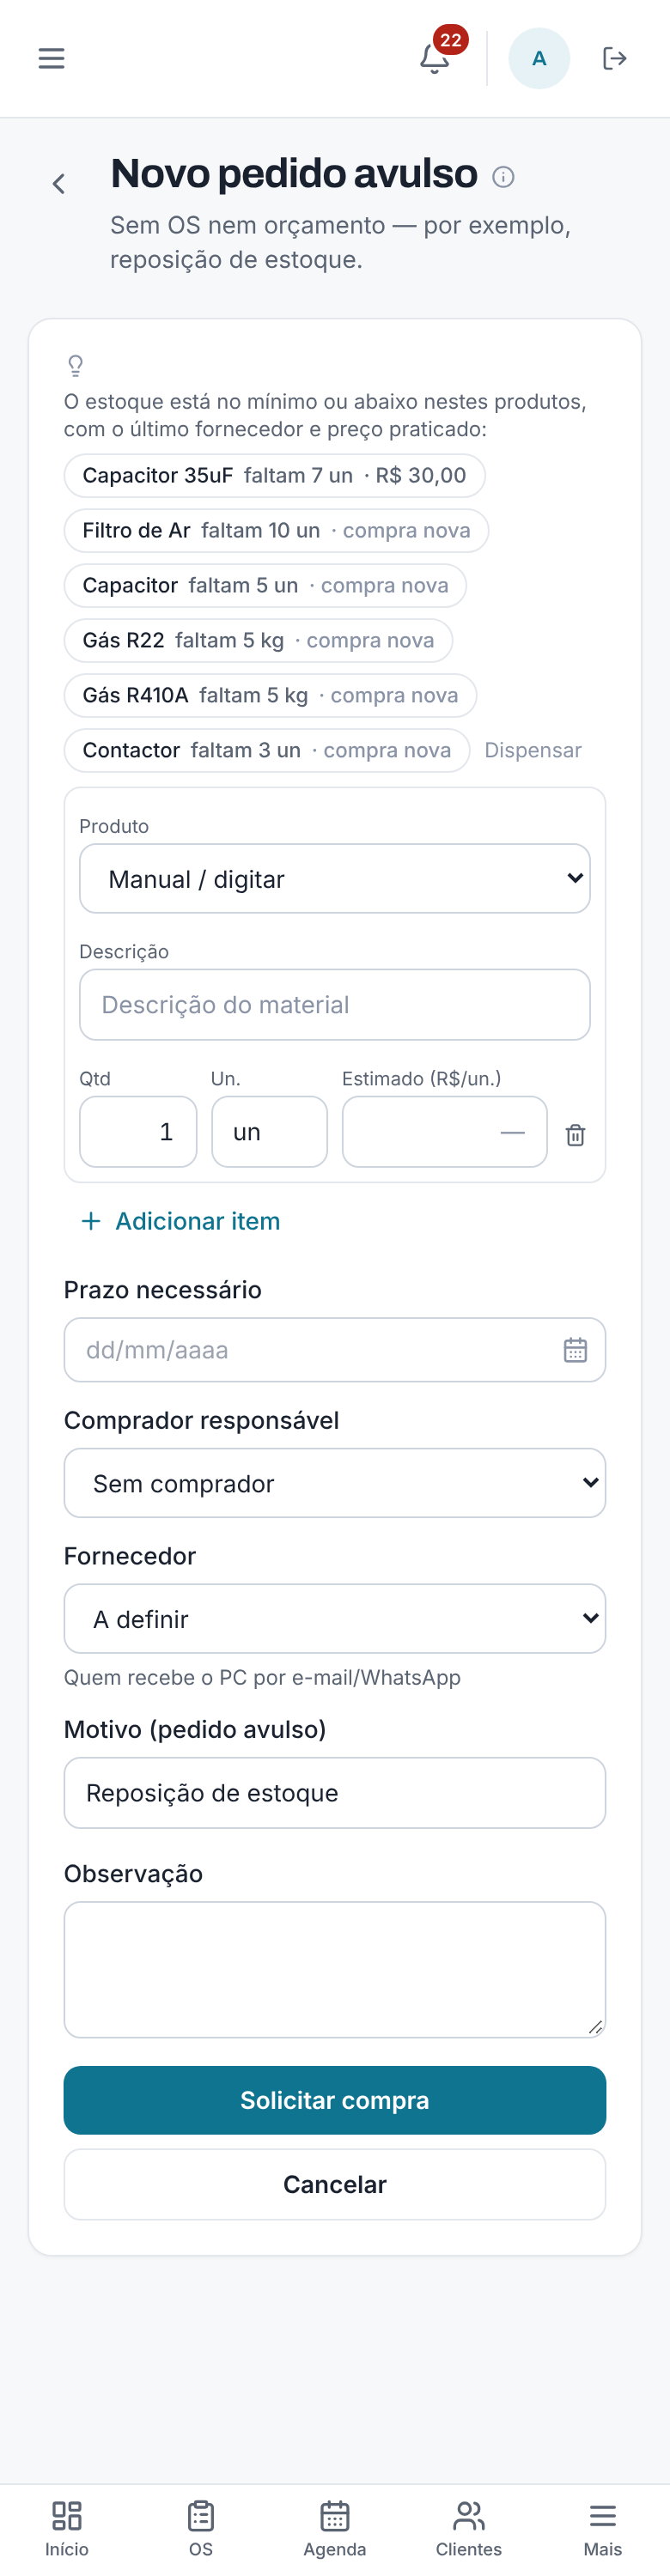 22
A
Novo pedido avulso
Sem OS nem orçamento — por exemplo,
reposição de estoque.
O estoque está no mínimo ou abaixo nestes produtos,
com o último fornecedor e preço praticado:
Capacitor 35uF faltam 7 un · R$ 30,00
Filtro de Ar faltam 10 un · compra nova
Capacitor faltam 5 un · compra nova
Gás R22 faltam 5 kg · compra nova
Gás R410A faltam 5 kg · compra nova
Contactor faltam 3 un · compra nova Dispensar
Produto
Manual / digitar
Descrição
Descrição do material
Qtd Un. Estimado (R$/un.)
1 un —
Adicionar item
Prazo necessário
dd/mm/aaaa
Comprador responsável
Sem comprador
Fornecedor
A definir
Quem recebe o PC por e-mail/WhatsApp
Motivo (pedido avulso)
Reposição de estoque
Observação
Solicitar compra
Cancelar
Início OS Agenda Clientes Mais